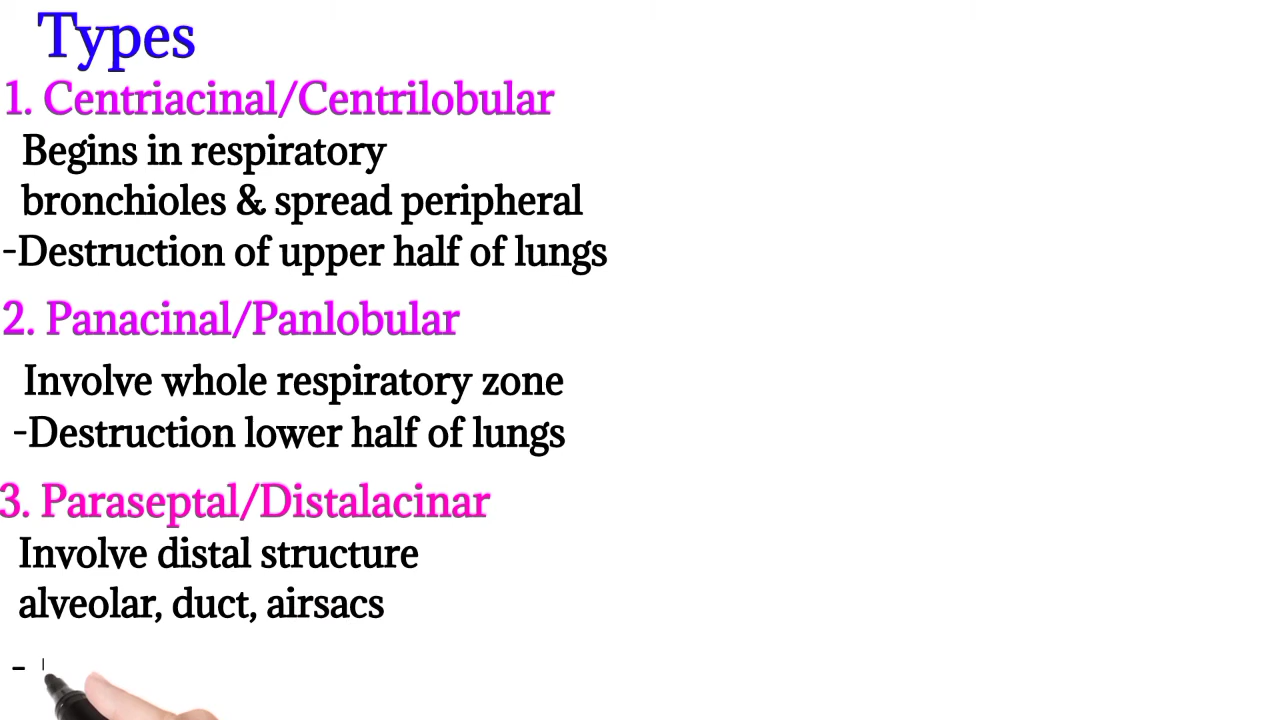 Types
1. Centriacinal/Centrilobular
Begins in respiratory
bronchioles & spread peripheral
-Destruction of upper half of lungs
2. Panacinal/Panlobular
Involve whole respiratory zone
-Destruction lower half of lungs
3. Paraseptal/Distalacinar
Involve distal structure
alveolar, duct, airsacs
-